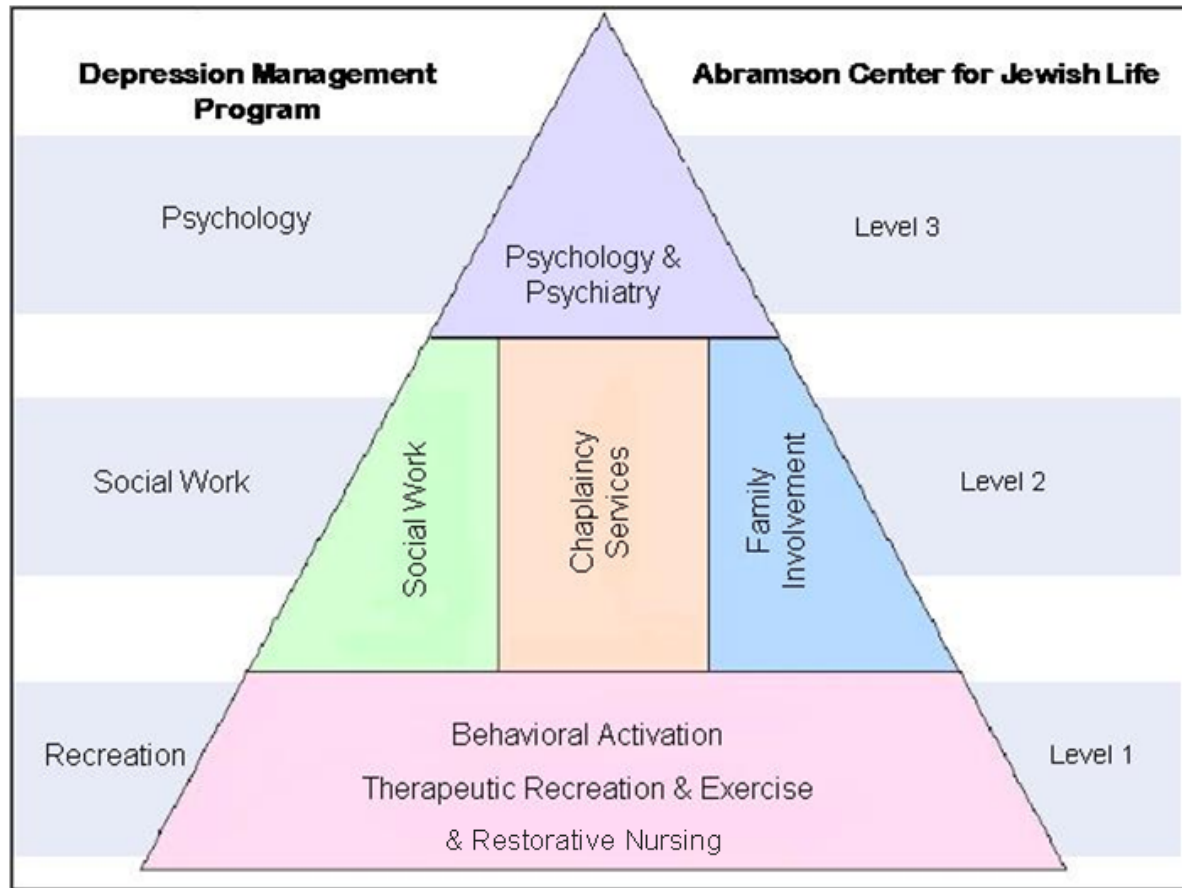 Depression Management
Program
Abramson Center for Jewish Life
Psychology
Psychology &
Psychiatry
Level 3
Social Work
Social Work
Chaplaincy
Services
Family
Involvement
Level 2
Recreation
Behavioral Activation
Therapeutic Recreation & Exercise
& Restorative Nursing
Level 1